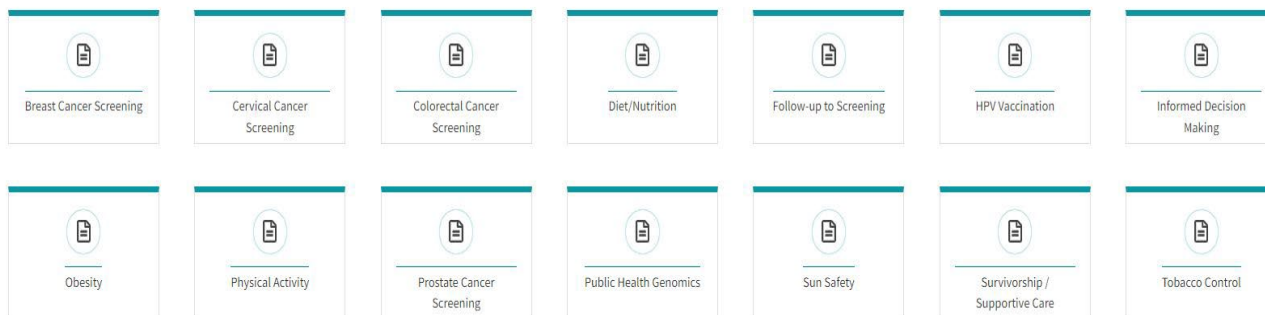 Breast Cancer Screening
Cervical Cancer
Screening
Colorectal Cancer
Screening
Diet/Nutrition
Follow-up to Screening
HPV Vaccination
Informed Decision
Making
Obesity
Physical Activity
Prostate Cancer
Screening
Public Health Genomics
Sun Safety
Survivorship /
Supportive Care
Tobacco Control